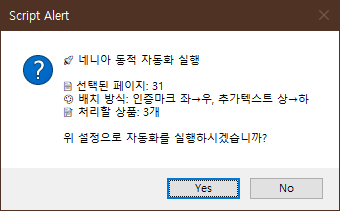 Script Alert
🚀 네니아 동적 자동화 실행
📄 선택된 페이지: 31
🎨 배치 방식: 인증마크 좌→우, 추가텍스트 상→하
📝 처리할 상품: 3개
위 설정으로 자동화를 실행하시겠습니까?
Yes
No